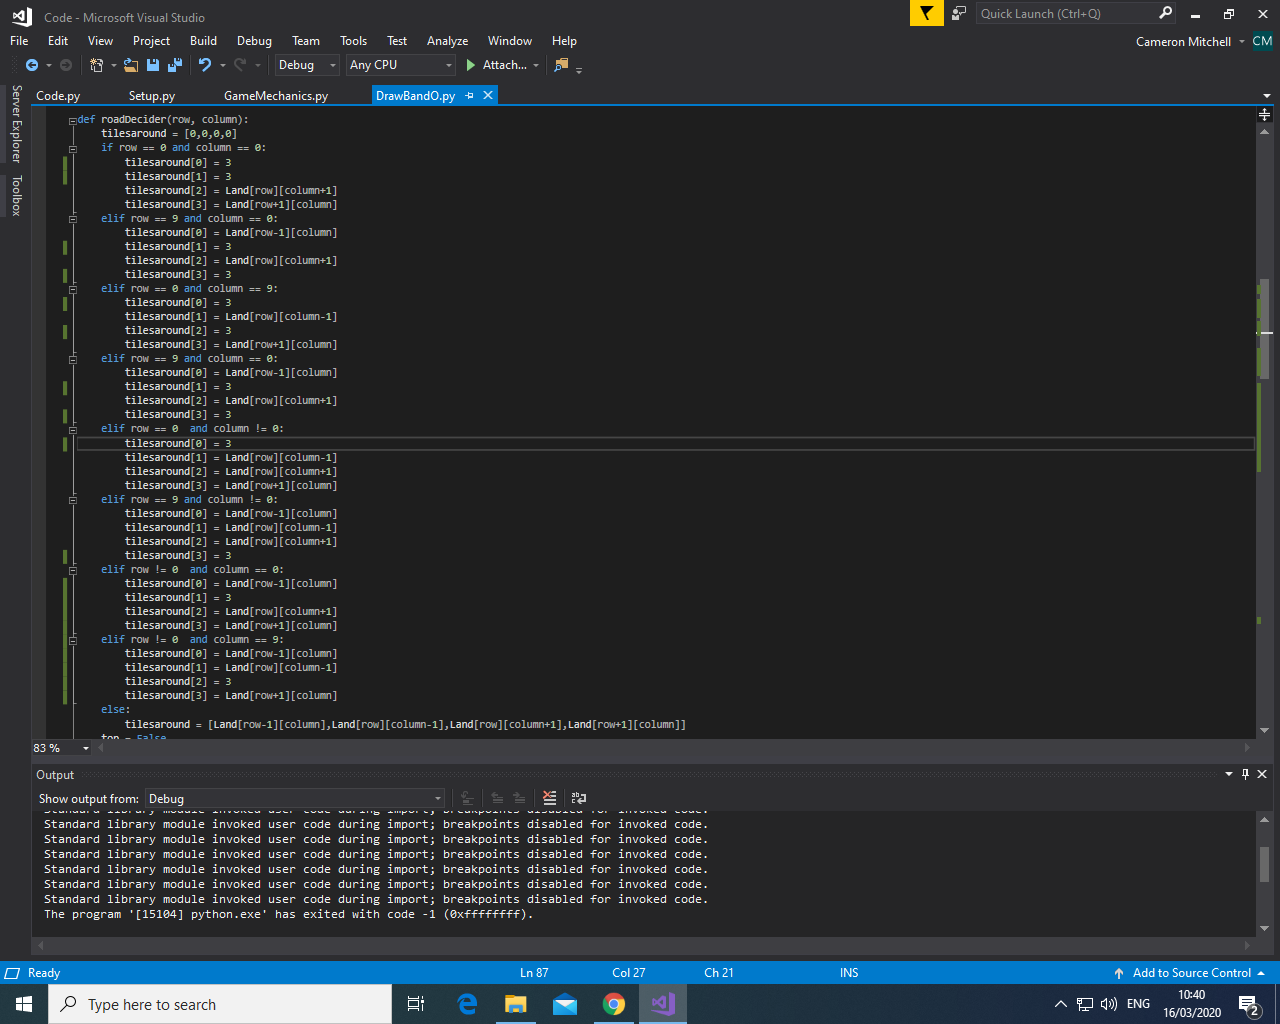 Code - Microsoft Visual Studio
Quick Launch (Ctrl+Q)
File Edit View Project Build Debug Team Tools Test Analyze Window Help
Cameron Mitchell CM
Debug Any CPU Attach...
Server Explorer
Toolbox
Code.py Setup.py GameMechanics.py DrawBandO.py
def roadDecider(row, column):
    tilesaround = [0,0,0,0]
    if row == 0 and column == 0:
        tilesaround[0] = 3
        tilesaround[1] = 3
        tilesaround[2] = Land[row][column+1]
        tilesaround[3] = Land[row+1][column]
    elif row == 9 and column == 0:
        tilesaround[0] = Land[row-1][column]
        tilesaround[1] = 3
        tilesaround[2] = Land[row][column+1]
        tilesaround[3] = 3
    elif row == 0 and column == 9:
        tilesaround[0] = 3
        tilesaround[1] = Land[row][column-1]
        tilesaround[2] = 3
        tilesaround[3] = Land[row+1][column]
    elif row == 9 and column == 0:
        tilesaround[0] = Land[row-1][column]
        tilesaround[1] = 3
        tilesaround[2] = Land[row][column+1]
        tilesaround[3] = 3
    elif row == 0  and column != 0:
        tilesaround[0] = 3
        tilesaround[1] = Land[row][column-1]
        tilesaround[2] = Land[row][column+1]
        tilesaround[3] = Land[row+1][column]
    elif row == 9 and column != 0:
        tilesaround[0] = Land[row-1][column]
        tilesaround[1] = Land[row][column-1]
        tilesaround[2] = Land[row][column+1]
        tilesaround[3] = 3
    elif row != 0  and column == 0:
        tilesaround[0] = Land[row-1][column]
        tilesaround[1] = 3
        tilesaround[2] = Land[row][column+1]
        tilesaround[3] = Land[row+1][column]
    elif row != 0  and column == 9:
        tilesaround[0] = Land[row-1][column]
        tilesaround[1] = Land[row][column-1]
        tilesaround[2] = 3
        tilesaround[3] = Land[row+1][column]
    else:
        tilesaround = [Land[row-1][column],Land[row][column-1],Land[row][column+1],Land[row+1][column]]
    top = False
83 %
Output
Show output from: Debug
Standard library module invoked user code during import; breakpoints disabled for invoked code.
Standard library module invoked user code during import; breakpoints disabled for invoked code.
Standard library module invoked user code during import; breakpoints disabled for invoked code.
Standard library module invoked user code during import; breakpoints disabled for invoked code.
Standard library module invoked user code during import; breakpoints disabled for invoked code.
Standard library module invoked user code during import; breakpoints disabled for invoked code.
Standard library module invoked user code during import; breakpoints disabled for invoked code.
The program '[15104] python.exe' has exited with code -1 (0xffffffff).
Ready Ln 87 Col 27 Ch 21 INS Add to Source Control
Type here to search
ENG
10:40
16/03/2020
2